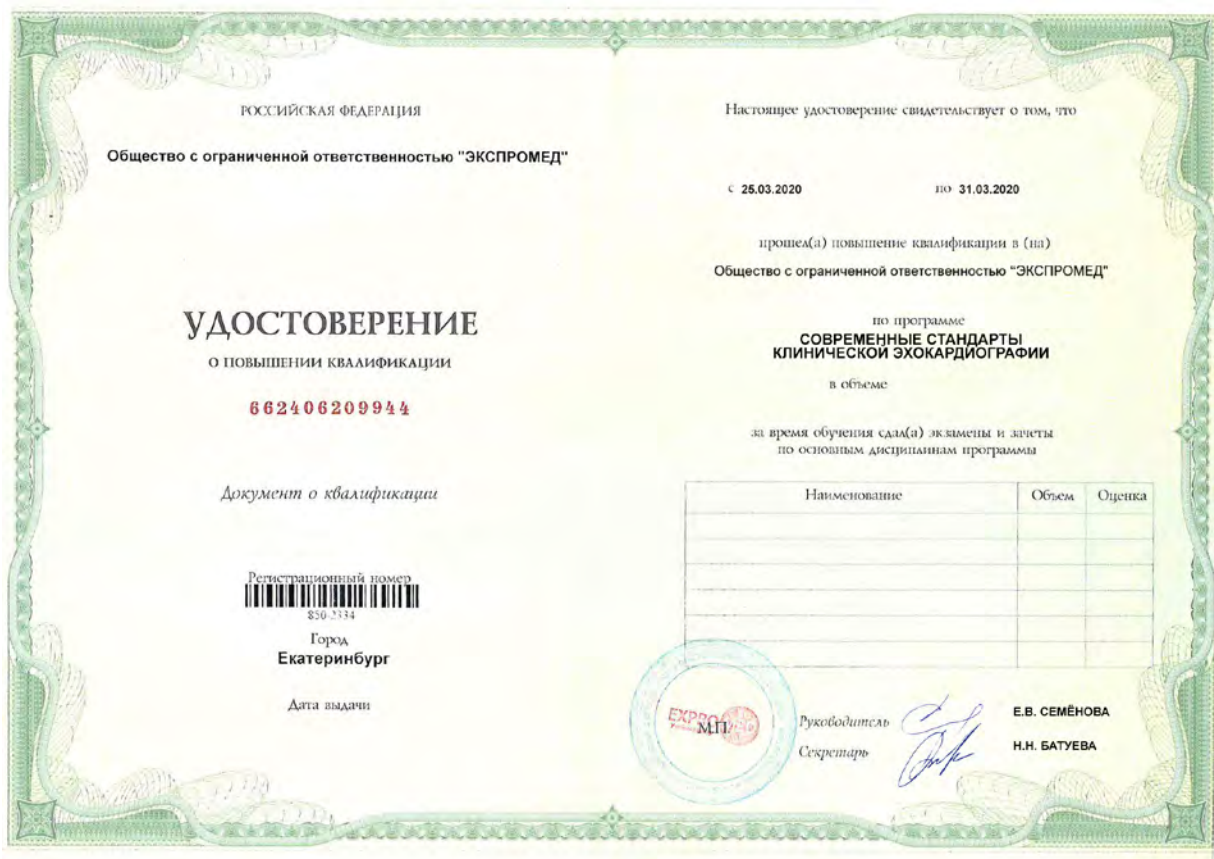 РОССИЙСКАЯ ФЕДЕРАЦИЯ
Общество с ограниченной ответственностью "ЭКСПРОМЕД"
УДОСТОВЕРЕНИЕ
О ПОВЫШЕНИИ КВАЛИФИКАЦИИ
662406209944
Документ о квалификации
Регистрационный номер
850-2334
Город
Екатеринбург
Дата выдачи
Настоящее удостоверение свидетельствует о том, что
с 25.03.2020 по 31.03.2020
прошел(а) повышение квалификации в (на)
Общество с ограниченной ответственностью "ЭКСПРОМЕД"
по программе
СОВРЕМЕННЫЕ СТАНДАРТЫ
КЛИНИЧЕСКОЙ ЭХОКАРДИОГРАФИИ
в объеме
за время обучения сдал(а) экзамены и зачеты
по основным дисциплинам программы
Наименование Объем Оценка
М.П.
Руководитель Е.В. СЕМЁНОВА
Секретарь Н.Н. БАТУЕВА